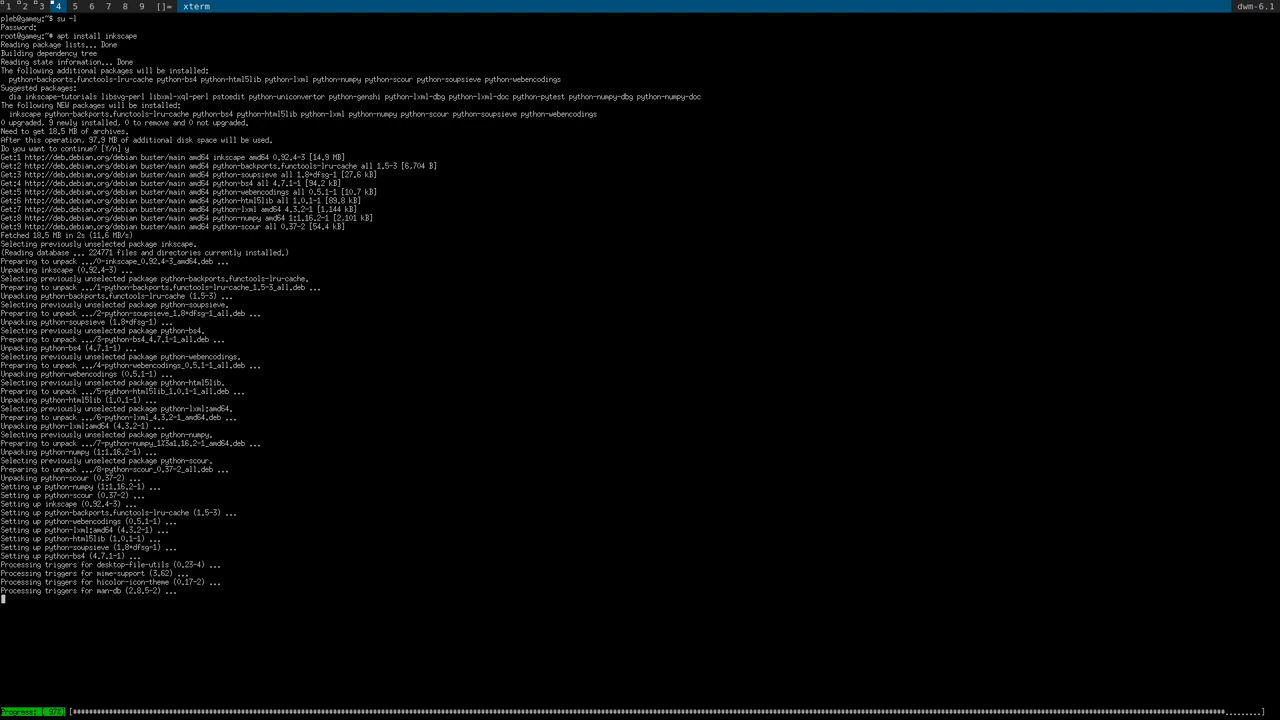 1 2 3 4 5 6 7 8 9 []= xterm dwm-6.1
pleb@gamey:~$ su -l
Password:
root@gamey:~# apt install inkscape
Reading package lists... Done
Building dependency tree
Reading state information... Done
The following additional packages will be installed:
  python-backports.functools-lru-cache python-bs4 python-html5lib python-lxml python-numpy python-scour python-soupsieve python-webencodings
Suggested packages:
  dia inkscape-tutorials libsvg-perl libxml-xql-perl pstoedit python-uniconvertor python-genshi python-lxml-dbg python-lxml-doc python-pytest python-numpy-dbg python-numpy-doc
The following NEW packages will be installed:
  inkscape python-backports.functools-lru-cache python-bs4 python-html5lib python-lxml python-numpy python-scour python-soupsieve python-webencodings
0 upgraded, 9 newly installed, 0 to remove and 0 not upgraded.
Need to get 18.5 MB of archives.
After this operation, 97.9 MB of additional disk space will be used.
Do you want to continue? [Y/n] y
Get:1 http://deb.debian.org/debian buster/main amd64 inkscape amd64 0.92.4-3 [14.9 MB]
Get:2 http://deb.debian.org/debian buster/main amd64 python-backports.functools-lru-cache all 1.5-3 [6,704 B]
Get:3 http://deb.debian.org/debian buster/main amd64 python-soupsieve all 1.8+dfsg-1 [27.6 kB]
Get:4 http://deb.debian.org/debian buster/main amd64 python-bs4 all 4.7.1-1 [94.2 kB]
Get:5 http://deb.debian.org/debian buster/main amd64 python-webencodings all 0.5.1-1 [10.7 kB]
Get:6 http://deb.debian.org/debian buster/main amd64 python-html5lib all 1.0.1-1 [89.8 kB]
Get:7 http://deb.debian.org/debian buster/main amd64 python-lxml amd64 4.3.2-1 [1,144 kB]
Get:8 http://deb.debian.org/debian buster/main amd64 python-numpy amd64 1:1.16.2-1 [2,101 kB]
Get:9 http://deb.debian.org/debian buster/main amd64 python-scour all 0.37-2 [54.4 kB]
Fetched 18.5 MB in 2s (11.6 MB/s)
Selecting previously unselected package inkscape.
(Reading database ... 224771 files and directories currently installed.)
Preparing to unpack .../0-inkscape_0.92.4-3_amd64.deb ...
Unpacking inkscape (0.92.4-3) ...
Selecting previously unselected package python-backports.functools-lru-cache.
Preparing to unpack .../1-python-backports.functools-lru-cache_1.5-3_all.deb ...
Unpacking python-backports.functools-lru-cache (1.5-3) ...
Selecting previously unselected package python-soupsieve.
Preparing to unpack .../2-python-soupsieve_1.8+dfsg-1_all.deb ...
Unpacking python-soupsieve (1.8+dfsg-1) ...
Selecting previously unselected package python-bs4.
Preparing to unpack .../3-python-bs4_4.7.1-1_all.deb ...
Unpacking python-bs4 (4.7.1-1) ...
Selecting previously unselected package python-webencodings.
Preparing to unpack .../4-python-webencodings_0.5.1-1_all.deb ...
Unpacking python-webencodings (0.5.1-1) ...
Selecting previously unselected package python-html5lib.
Preparing to unpack .../5-python-html5lib_1.0.1-1_all.deb ...
Unpacking python-html5lib (1.0.1-1) ...
Selecting previously unselected package python-lxml:amd64.
Preparing to unpack .../6-python-lxml_4.3.2-1_amd64.deb ...
Unpacking python-lxml:amd64 (4.3.2-1) ...
Selecting previously unselected package python-numpy.
Preparing to unpack .../7-python-numpy_1%3a1.16.2-1_amd64.deb ...
Unpacking python-numpy (1:1.16.2-1) ...
Selecting previously unselected package python-scour.
Preparing to unpack .../8-python-scour_0.37-2_all.deb ...
Unpacking python-scour (0.37-2) ...
Setting up python-numpy (1:1.16.2-1) ...
Setting up python-scour (0.37-2) ...
Setting up inkscape (0.92.4-3) ...
Setting up python-backports.functools-lru-cache (1.5-3) ...
Setting up python-webencodings (0.5.1-1) ...
Setting up python-lxml:amd64 (4.3.2-1) ...
Setting up python-html5lib (1.0.1-1) ...
Setting up python-soupsieve (1.8+dfsg-1) ...
Setting up python-bs4 (4.7.1-1) ...
Processing triggers for desktop-file-utils (0.23-4) ...
Processing triggers for mime-support (3.62) ...
Processing triggers for hicolor-icon-theme (0.17-2) ...
Processing triggers for man-db (2.8.5-2) ...
Progress: [ 97%]